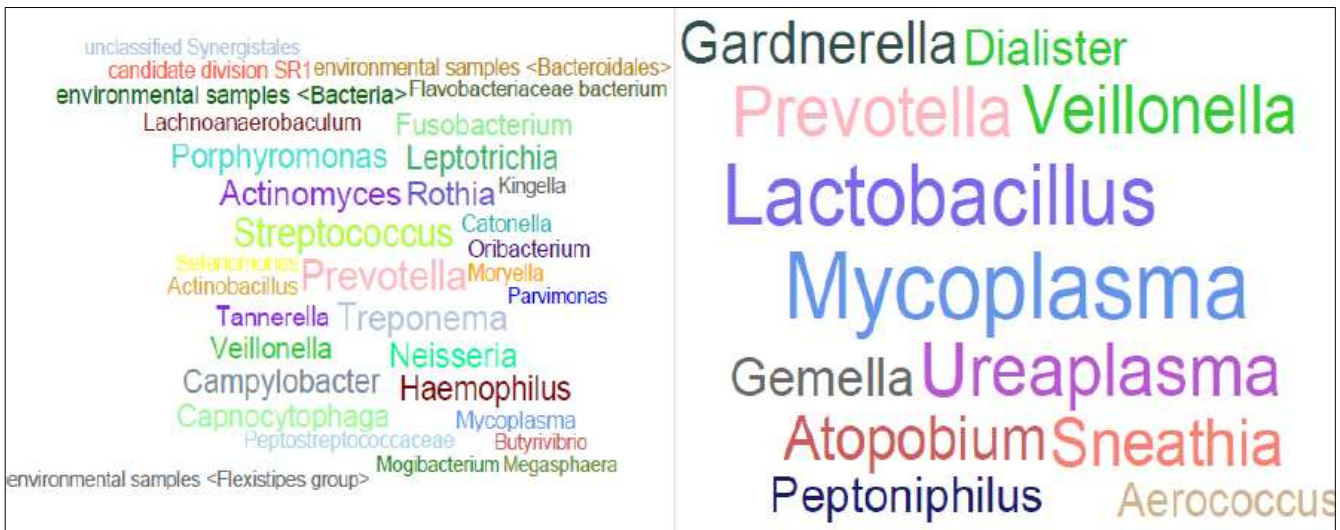 unclassified Synergistales
candidate division SR1 environmental samples <Bacteroidales>
environmental samples <Bacteria> Flavobacteriaceae bacterium
Lachnoanaerobaculum Fusobacterium
Porphyromonas Leptotrichia
Actinomyces Rothia Kingella
Streptococcus Catonella
Oribacterium
Selenomonas Prevotella Moryella
Actinobacillus Parvimonas
Tannerella Treponema
Veillonella Neisseria
Campylobacter Haemophilus
Capnocytophaga Mycoplasma
Peptostreptococcaceae Butyrivibrio
Mogibacterium Megasphaera
environmental samples <Flexistipes group>
Gardnerella Dialister
Prevotella Veillonella
Lactobacillus
Mycoplasma
Gemella Ureaplasma
Atopobium Sneathia
Peptoniphilus Aerococcus